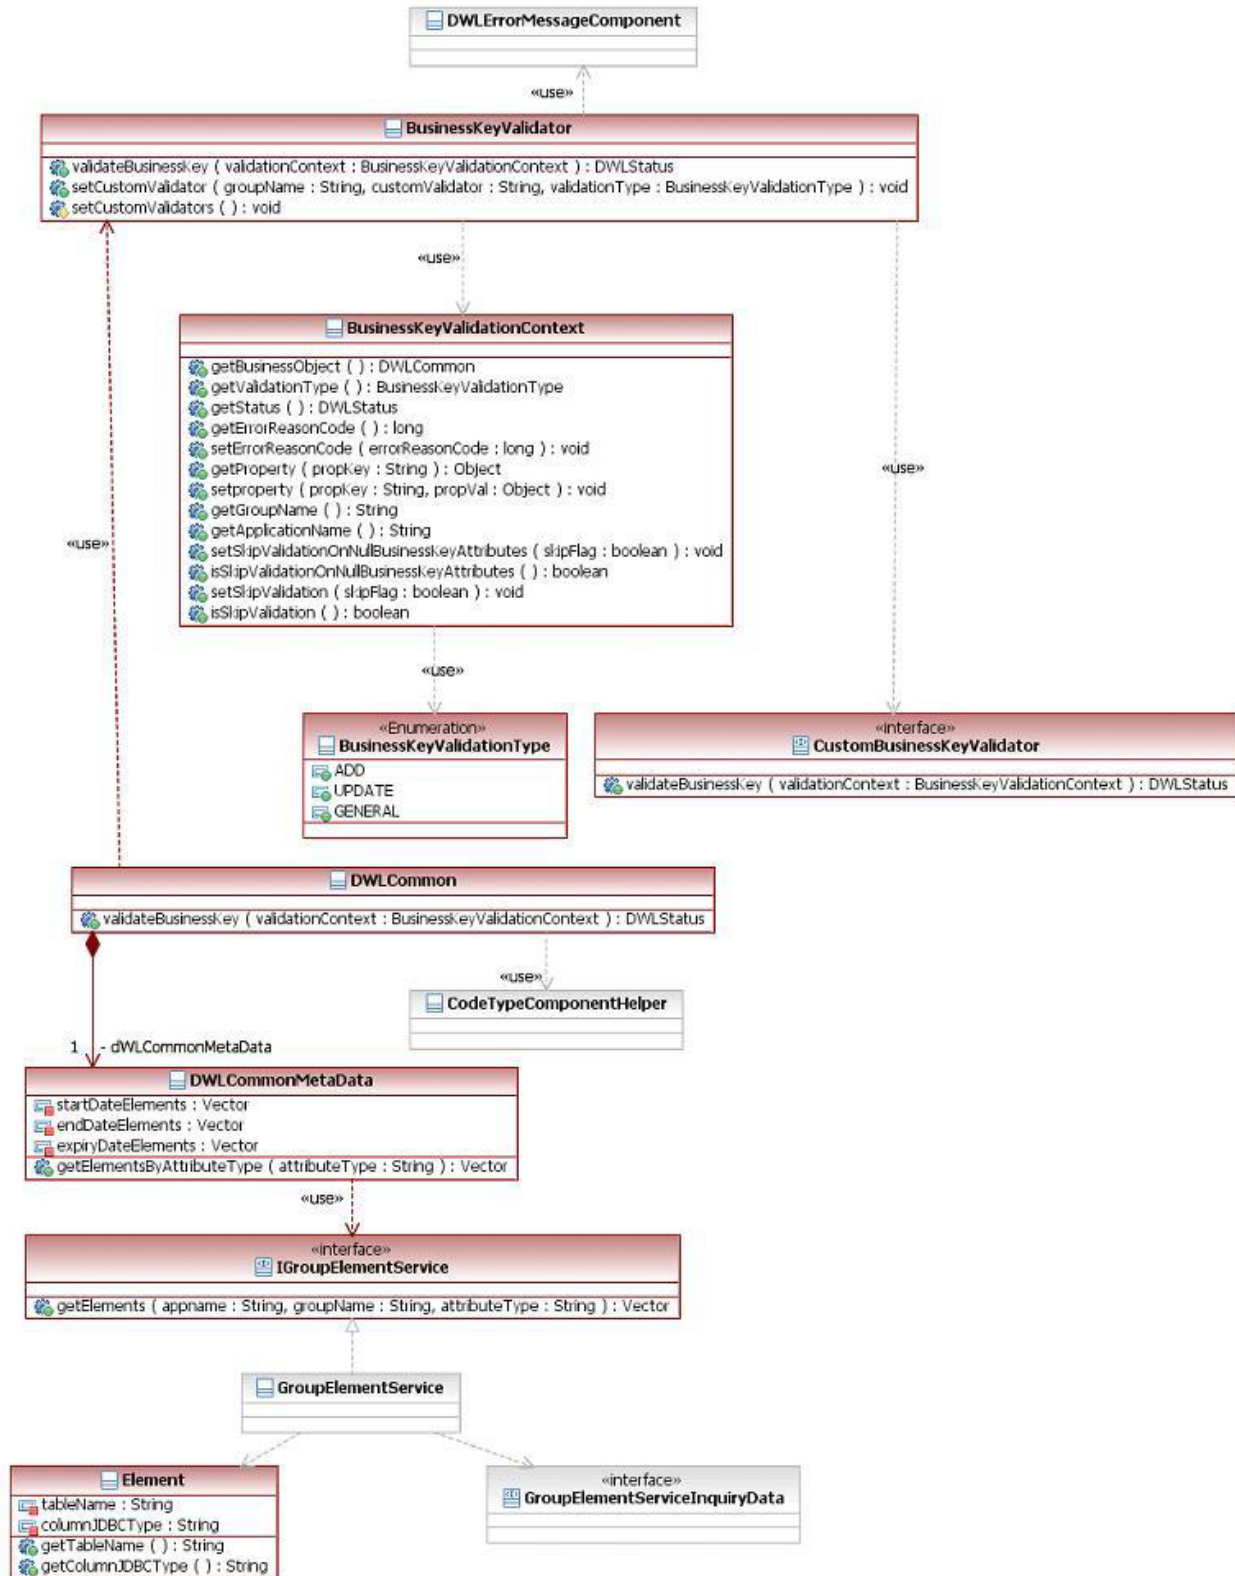 DWLErrorMessageComponent
«use»
BusinessKeyValidator
validateBusinessKey ( validationContext : BusinessKeyValidationContext ) : DWLStatus
setCustomValidator ( groupName : String, customValidator : String, validationType : BusinessKeyValidationType ) : void
setCustomValidators ( ) : void
«use»
BusinessKeyValidationContext
getBusinessObject ( ) : DWLCommon
getValidationType ( ) : BusinessKeyValidationType
getStatus ( ) : DWLStatus
getErrorReasonCode ( ) : long
setErrorReasonCode ( errorReasonCode : long ) : void
getProperty ( propKey : String ) : Object
setproperty ( propKey : String, propVal : Object ) : void
getGroupName ( ) : String
getApplicationName ( ) : String
setSkipValidationOnNullBusinessKeyAttributes ( skipFlag : boolean ) : void
isSkipValidationOnNullBusinessKeyAttributes ( ) : boolean
setSkipValidation ( skipFlag : boolean ) : void
isSkipValidation ( ) : boolean
«use»
«use»
«use»
«Enumeration»
BusinessKeyValidationType
ADD
UPDATE
GENERAL
«interface»
CustomBusinessKeyValidator
validateBusinessKey ( validationContext : BusinessKeyValidationContext ) : DWLStatus
DWLCommon
validateBusinessKey ( validationContext : BusinessKeyValidationContext ) : DWLStatus
«use»
CodeTypeComponentHelper
1 - dWLCommonMetaData
DWLCommonMetaData
startDateElements : Vector
endDateElements : Vector
expiryDateElements : Vector
getElementsByAttributeType ( attributeType : String ) : Vector
«use»
«interface»
IGroupElementService
getElements ( appname : String, groupName : String, attributeType : String ) : Vector
GroupElementService
Element
tableName : String
columnJDBCType : String
getTableName ( ) : String
getColumnJDBCType ( ) : String
«interface»
GroupElementServiceInquiryData